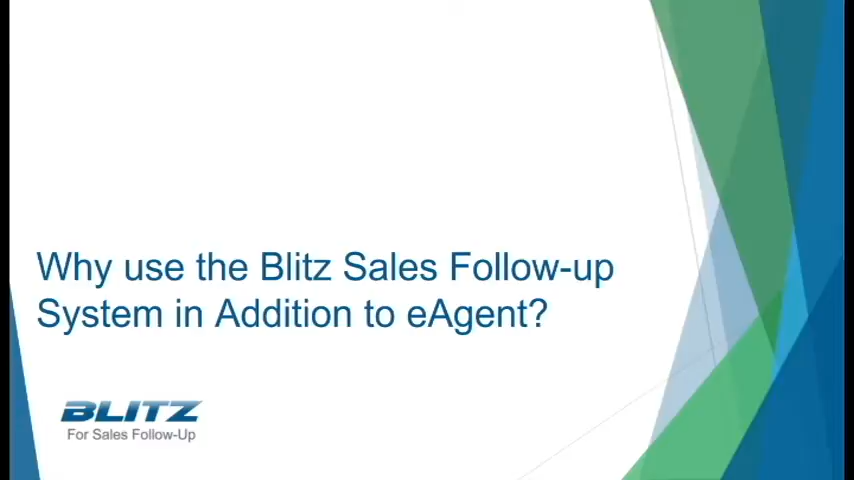 Why use the Blitz Sales Follow-up
System in Addition to eAgent?
BLITZ
For Sales Follow-Up